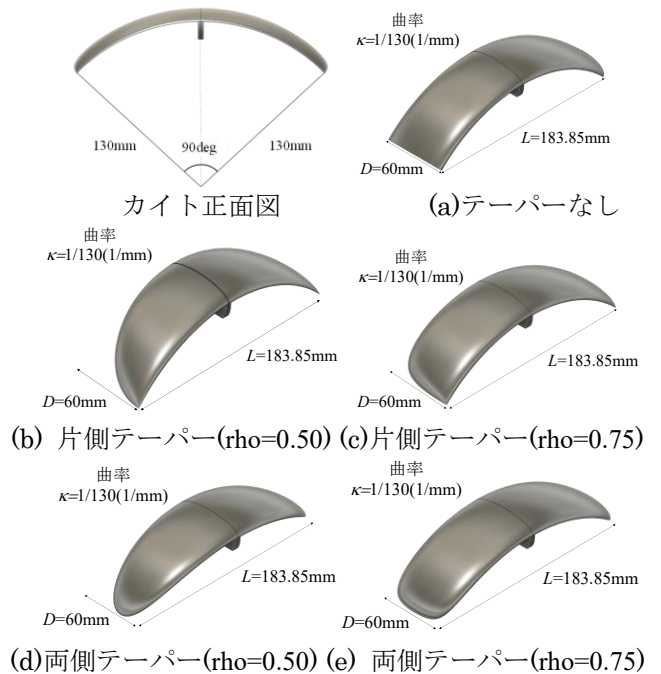 130mm
90deg
130mm
カイト正面図
曲率
κ=1/130(1/mm)
L=183.85mm
D=60mm
(a)テーパーなし
曲率
κ=1/130(1/mm)
L=183.85mm
D=60mm
(b) 片側テーパー(rho=0.50)
曲率
κ=1/130(1/mm)
L=183.85mm
D=60mm
(c)片側テーパー(rho=0.75)
曲率
κ=1/130(1/mm)
L=183.85mm
D=60mm
(d)両側テーパー(rho=0.50)
曲率
κ=1/130(1/mm)
L=183.85mm
D=60mm
(e) 両側テーパー(rho=0.75)